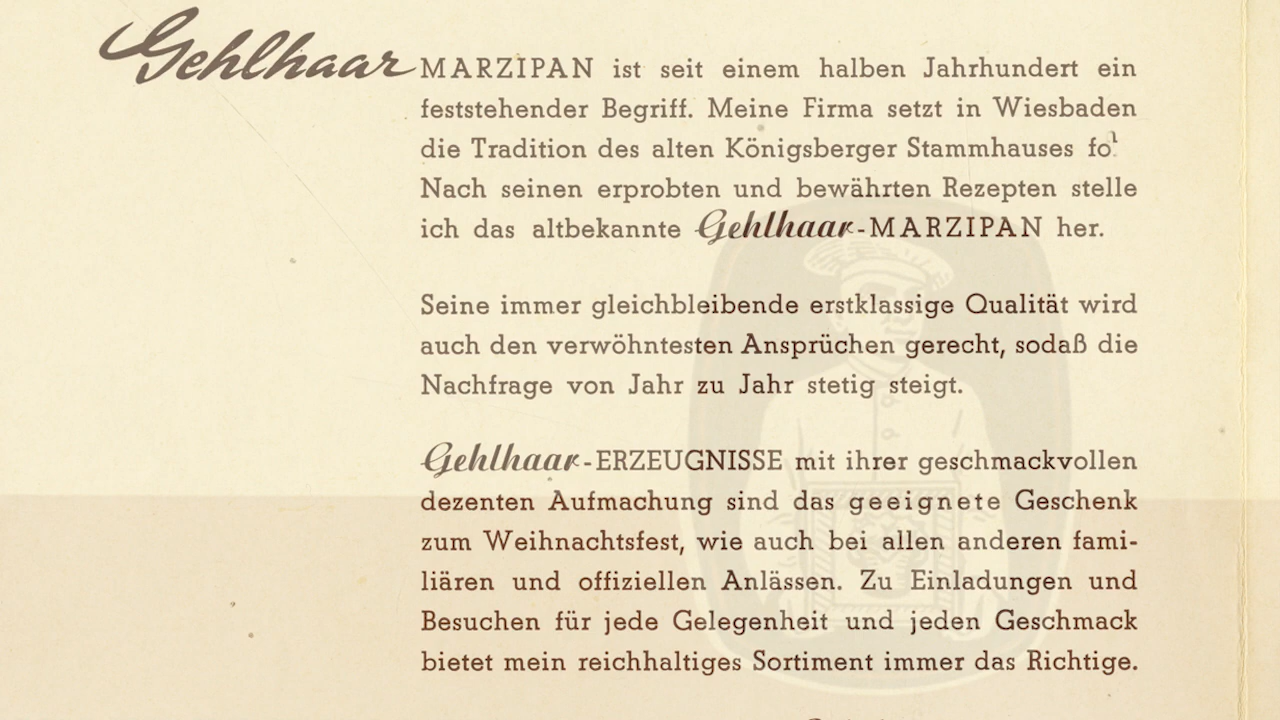 Gehlhaar MARZIPAN ist seit einem halben Jahrhundert ein
feststehender Begriff. Meine Firma setzt in Wiesbaden
die Tradition des alten Königsberger Stammhauses
Nach seinen erprobten und bewährten Rezepten stelle
ich das altbekannte Gehlhaar-MARZIPAN her.
Seine immer gleichbleibende erstklassige Qualität wird
auch den verwöhntesten Ansprüchen gerecht, sodaß die
Nachfrage von Jahr zu Jahr stetig steigt.
Gehlhaar-ERZEUGNISSE mit ihrer geschmackvollen
dezenten Aufmachung sind das geeignete Geschenk
zum Weihnachtsfest, wie auch bei allen anderen fami-
liären und offiziellen Anlässen. Zu Einladungen und
Besuchen für jede Gelegenheit und jeden Geschmack
bietet mein reichhaltiges Sortiment immer das Richtige.